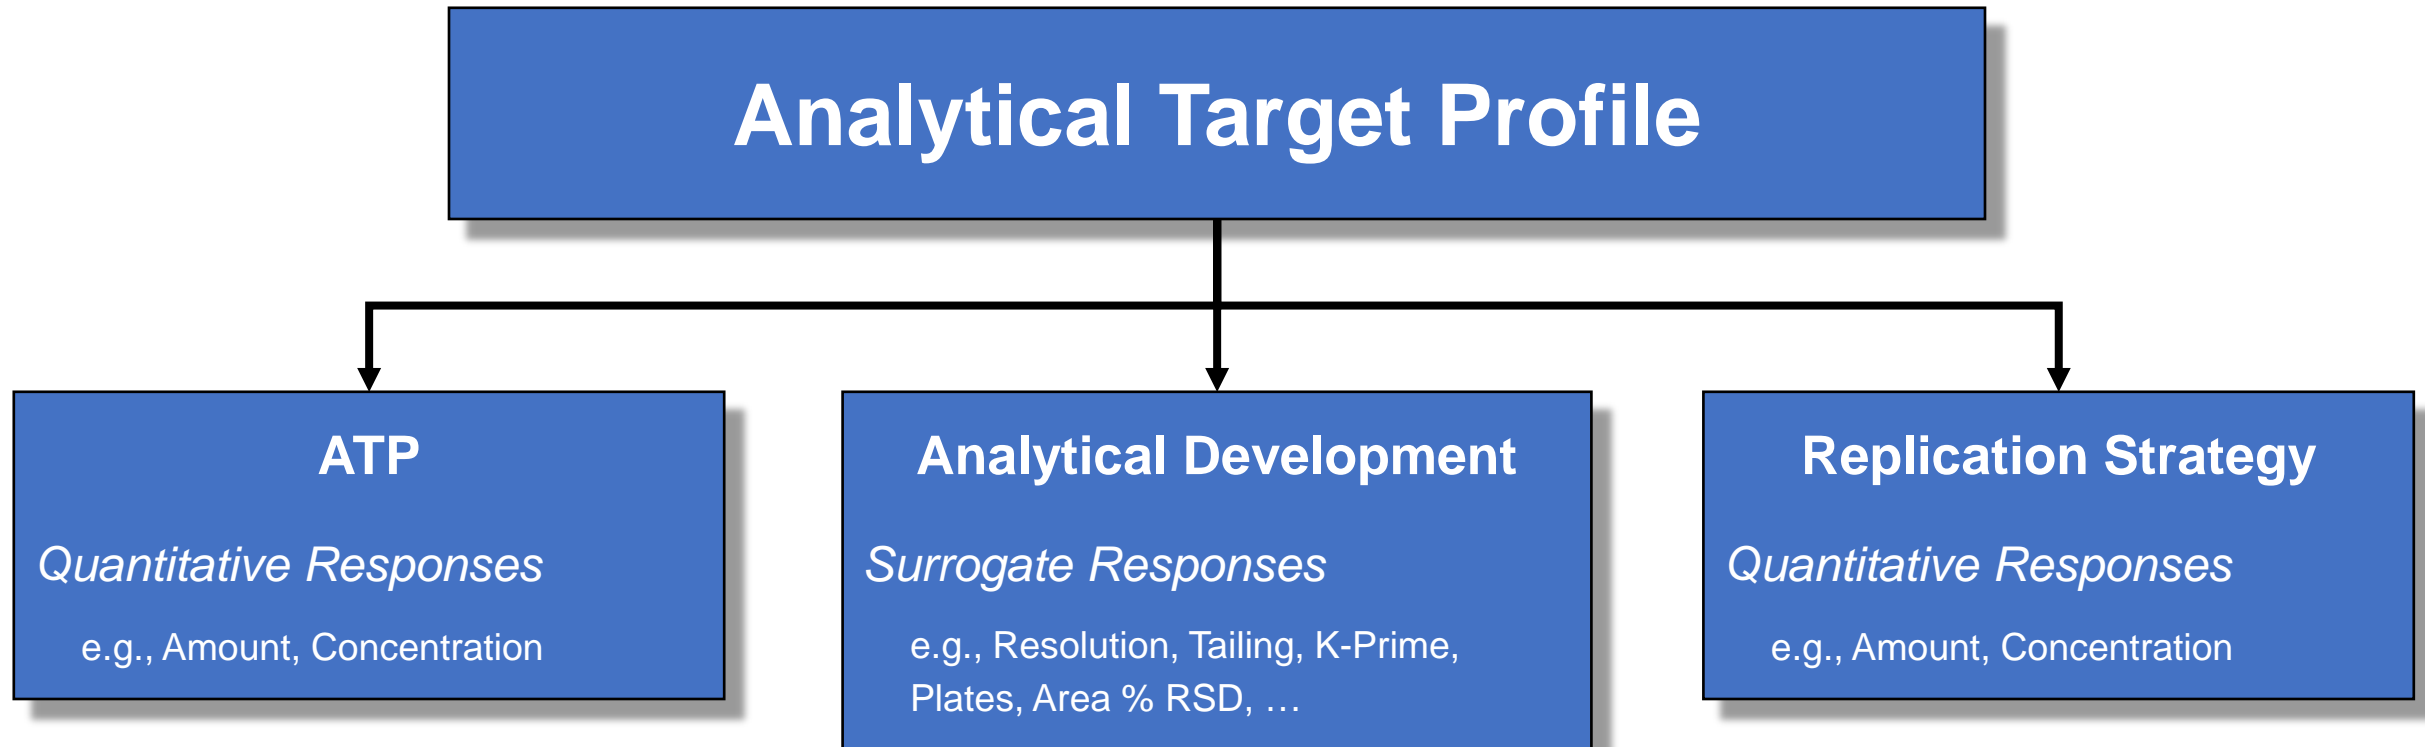 Analytical Target Profile
ATP
Quantitative Responses
e.g., Amount, Concentration
Analytical Development
Surrogate Responses
e.g., Resolution, Tailing, K-Prime,
Plates, Area % RSD, …
Replication Strategy
Quantitative Responses
e.g., Amount, Concentration